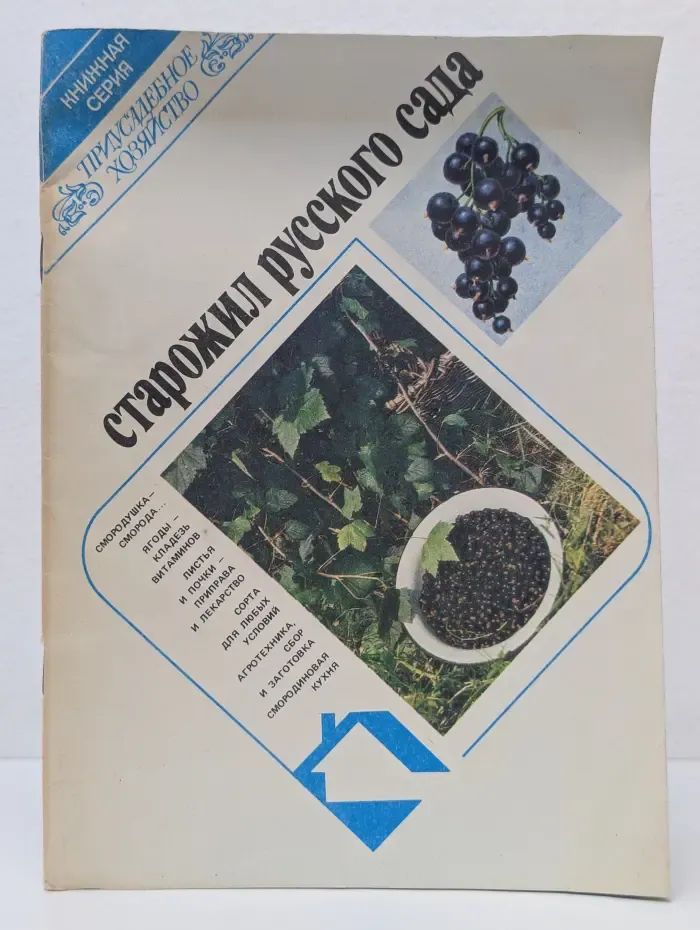 КНИЖНАЯ
СЕРИЯ
ПРИУСАДЕБНОЕ
ХОЗЯЙСТВО
старожил русского сада
СМОРОДУШКА–
СМОРОДА...
ЯГОДЫ –
КЛАДЕЗЬ
ВИТАМИНОВ
ЛИСТЬЯ
И ПОЧКИ –
ПРИПРАВА
И ЛЕКАРСТВО
СОРТА
ДЛЯ ЛЮБЫХ
УСЛОВИЙ
АГРОТЕХНИКА,
СБОР
И ЗАГОТОВКА
СМОРОДИНОВАЯ
КУХНЯ